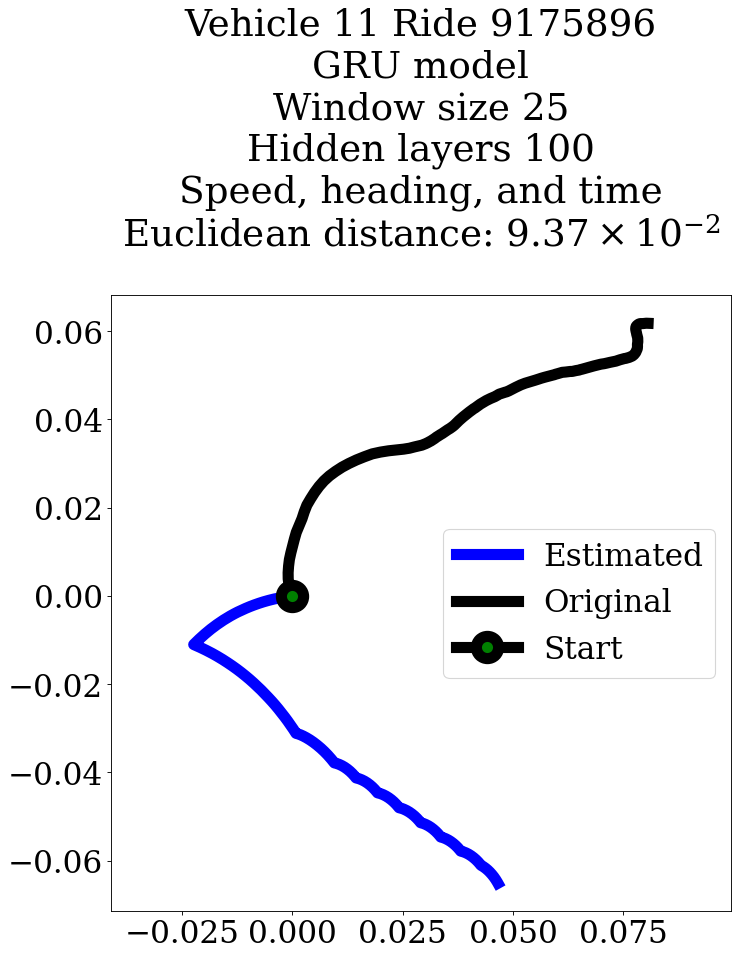 Vehicle 11 Ride 9175896
GRU model
Window size 25
Hidden layers 100
Speed, heading, and time
Euclidean distance: 9.37 × 10⁻²
0.06
0.04
0.02
0.00
−0.02
−0.04
−0.06
Estimated
Original
Start
−0.025 0.000 0.025 0.050 0.075